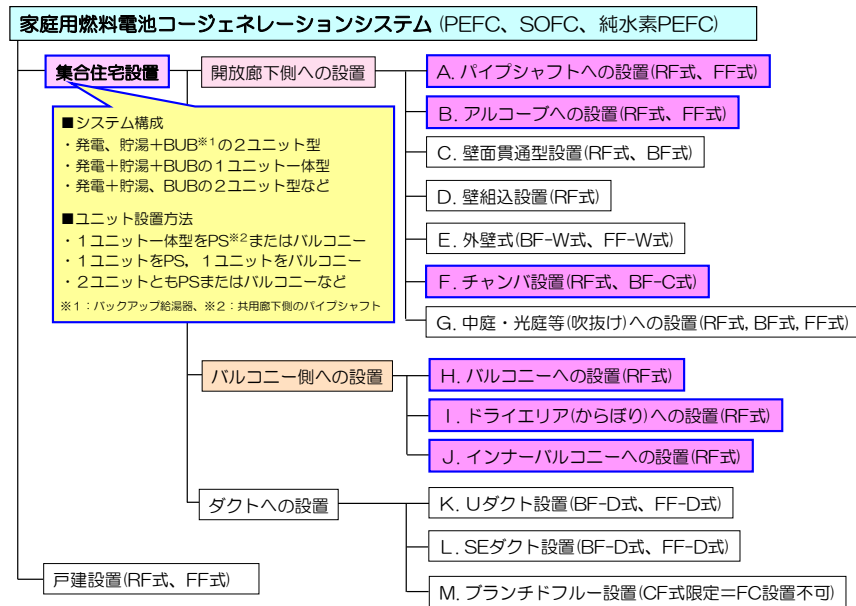 家庭用燃料電池コージェネレーションシステム (PEFC、SOFC、純水素PEFC)
集合住宅設置
開放廊下側への設置
A. パイプシャフトへの設置(RF式、FF式)
B. アルコーブへの設置(RF式、FF式)
C. 壁面貫通型設置(RF式、BF式)
D. 壁組込設置(RF式)
E. 外壁式(BF-W式、FF-W式)
F. チャンバ設置(RF式、BF-C式)
G. 中庭・光庭等(吹抜け)への設置(RF式, BF式, FF式)
■システム構成
・発電、貯湯+BUB※1の2ユニット型
・発電+貯湯+BUBの1ユニット一体型
・発電+貯湯、BUBの2ユニット型など
■ユニット設置方法
・1ユニット一体型をPS※2またはバルコニー
・1ユニットをPS, 1ユニットをバルコニー
・2ユニットともPSまたはバルコニーなど
※1:バックアップ給湯器、※2:共用廊下側のパイプシャフト
バルコニー側への設置
H. バルコニーへの設置(RF式)
I. ドライエリア(からぼり)への設置(RF式)
J. インナーバルコニーへの設置(RF式)
ダクトへの設置
K. Uダクト設置(BF-D式、FF-D式)
L. SEダクト設置(BF-D式、FF-D式)
M. ブランチドフルー設置(CF式限定=FC設置不可)
戸建設置(RF式、FF式)